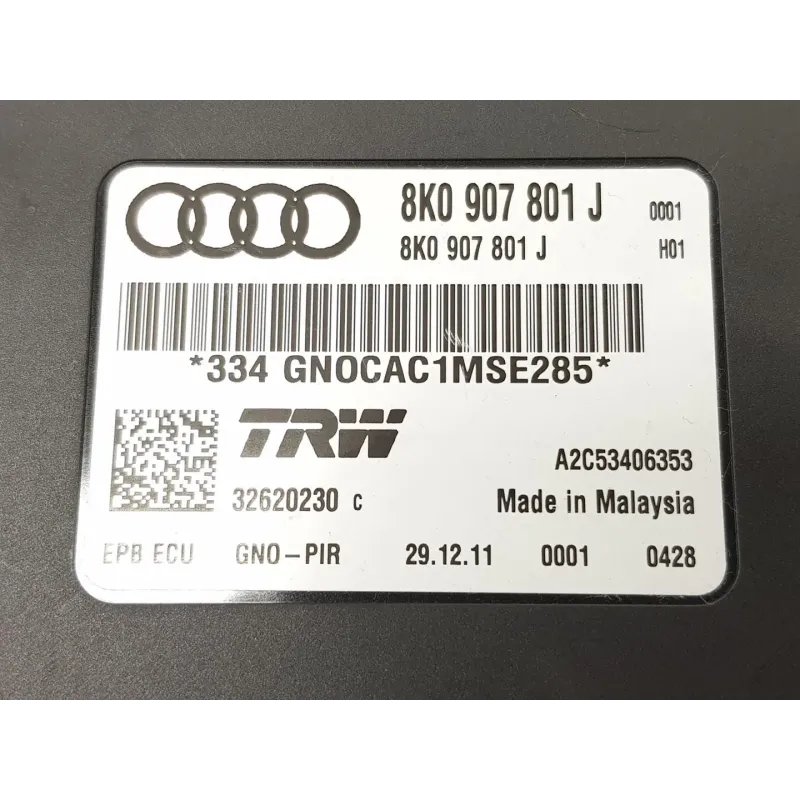 8K0 907 801 J 0001
8K0 907 801 J H01
*334 GNOCAC1MSE285*
TRW
A2C53406353
32620230 C Made in Malaysia
EPB ECU GNO-PIR 29.12.11 0001 0428